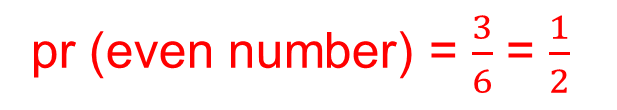 pr (even number) = 3/6 = 1/2